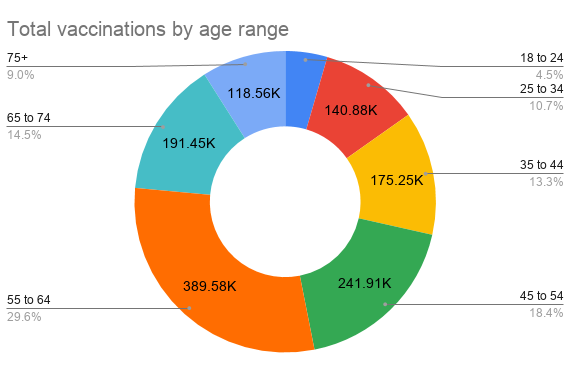 Total vaccinations by age range
75+
9.0%
18 to 24
4.5%
25 to 34
10.7%
118.56K
140.88K
65 to 74
14.5%
191.45K
35 to 44
13.3%
175.25K
389.58K
241.91K
55 to 64
29.6%
45 to 54
18.4%